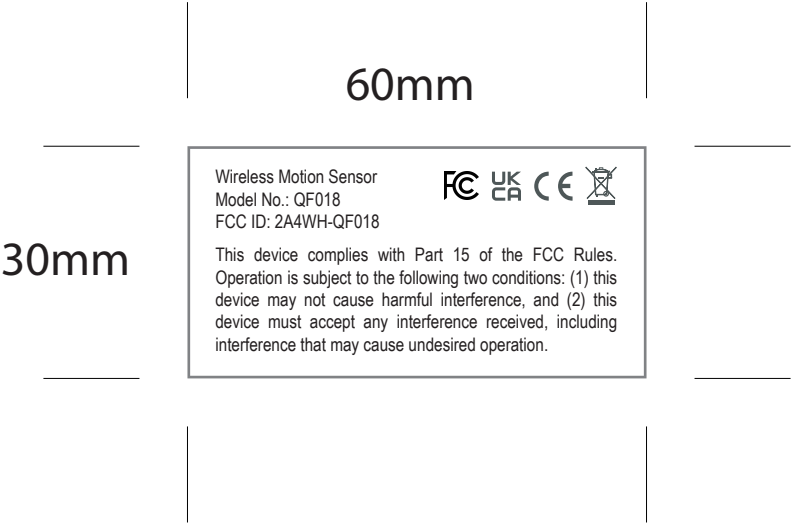 60mm
Wireless Motion Sensor
Model No.: QF018
FCC ID: 2A4WH-QF018
FC UK CA CE
30mm
This device complies with Part 15 of the FCC Rules.
Operation is subject to the following two conditions: (1) this
device may not cause harmful interference, and (2) this
device must accept any interference received, including
interference that may cause undesired operation.